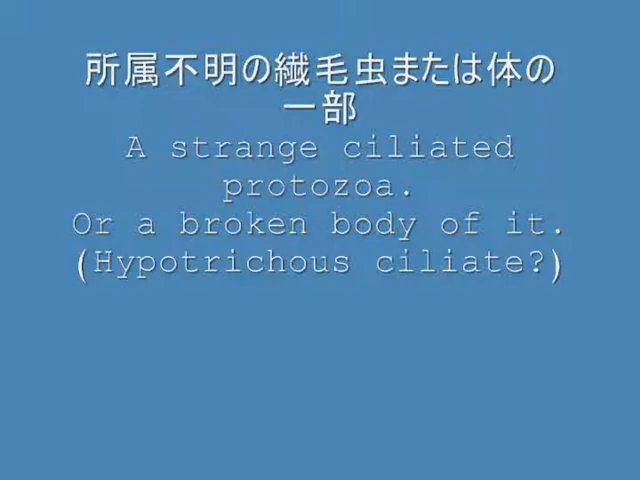 所属不明の繊毛虫または体の
一部
A strange ciliated
protozoa.
Or a broken body of it.
(Hypotrichous ciliate?)